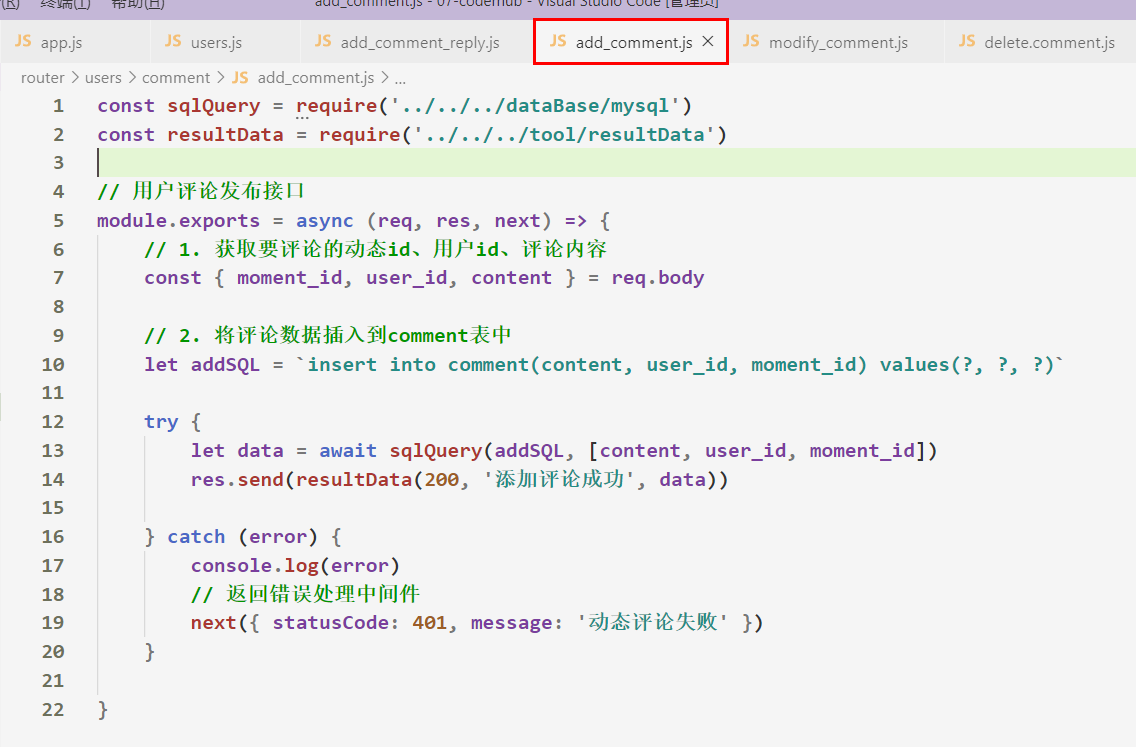 终端(T) 帮助(H) add_comment.js - 07-codehub - Visual Studio Code [管理员]
JS app.js JS users.js JS add_comment_reply.js JS add_comment.js × JS modify_comment.js JS delete.comment.js
router > users > comment > JS add_comment.js > ...
1 const sqlQuery = require('../../../dataBase/mysql')
2 const resultData = require('../../../tool/resultData')
3
4 // 用户评论发布接口
5 module.exports = async (req, res, next) => {
6 // 1. 获取要评论的动态id、用户id、评论内容
7 const { moment_id, user_id, content } = req.body
8
9 // 2. 将评论数据插入到comment表中
10 let addSQL = `insert into comment(content, user_id, moment_id) values(?, ?, ?)`
11
12 try {
13 let data = await sqlQuery(addSQL, [content, user_id, moment_id])
14 res.send(resultData(200, '添加评论成功', data))
15
16 } catch (error) {
17 console.log(error)
18 // 返回错误处理中间件
19 next({ statusCode: 401, message: '动态评论失败' })
20 }
21
22 }